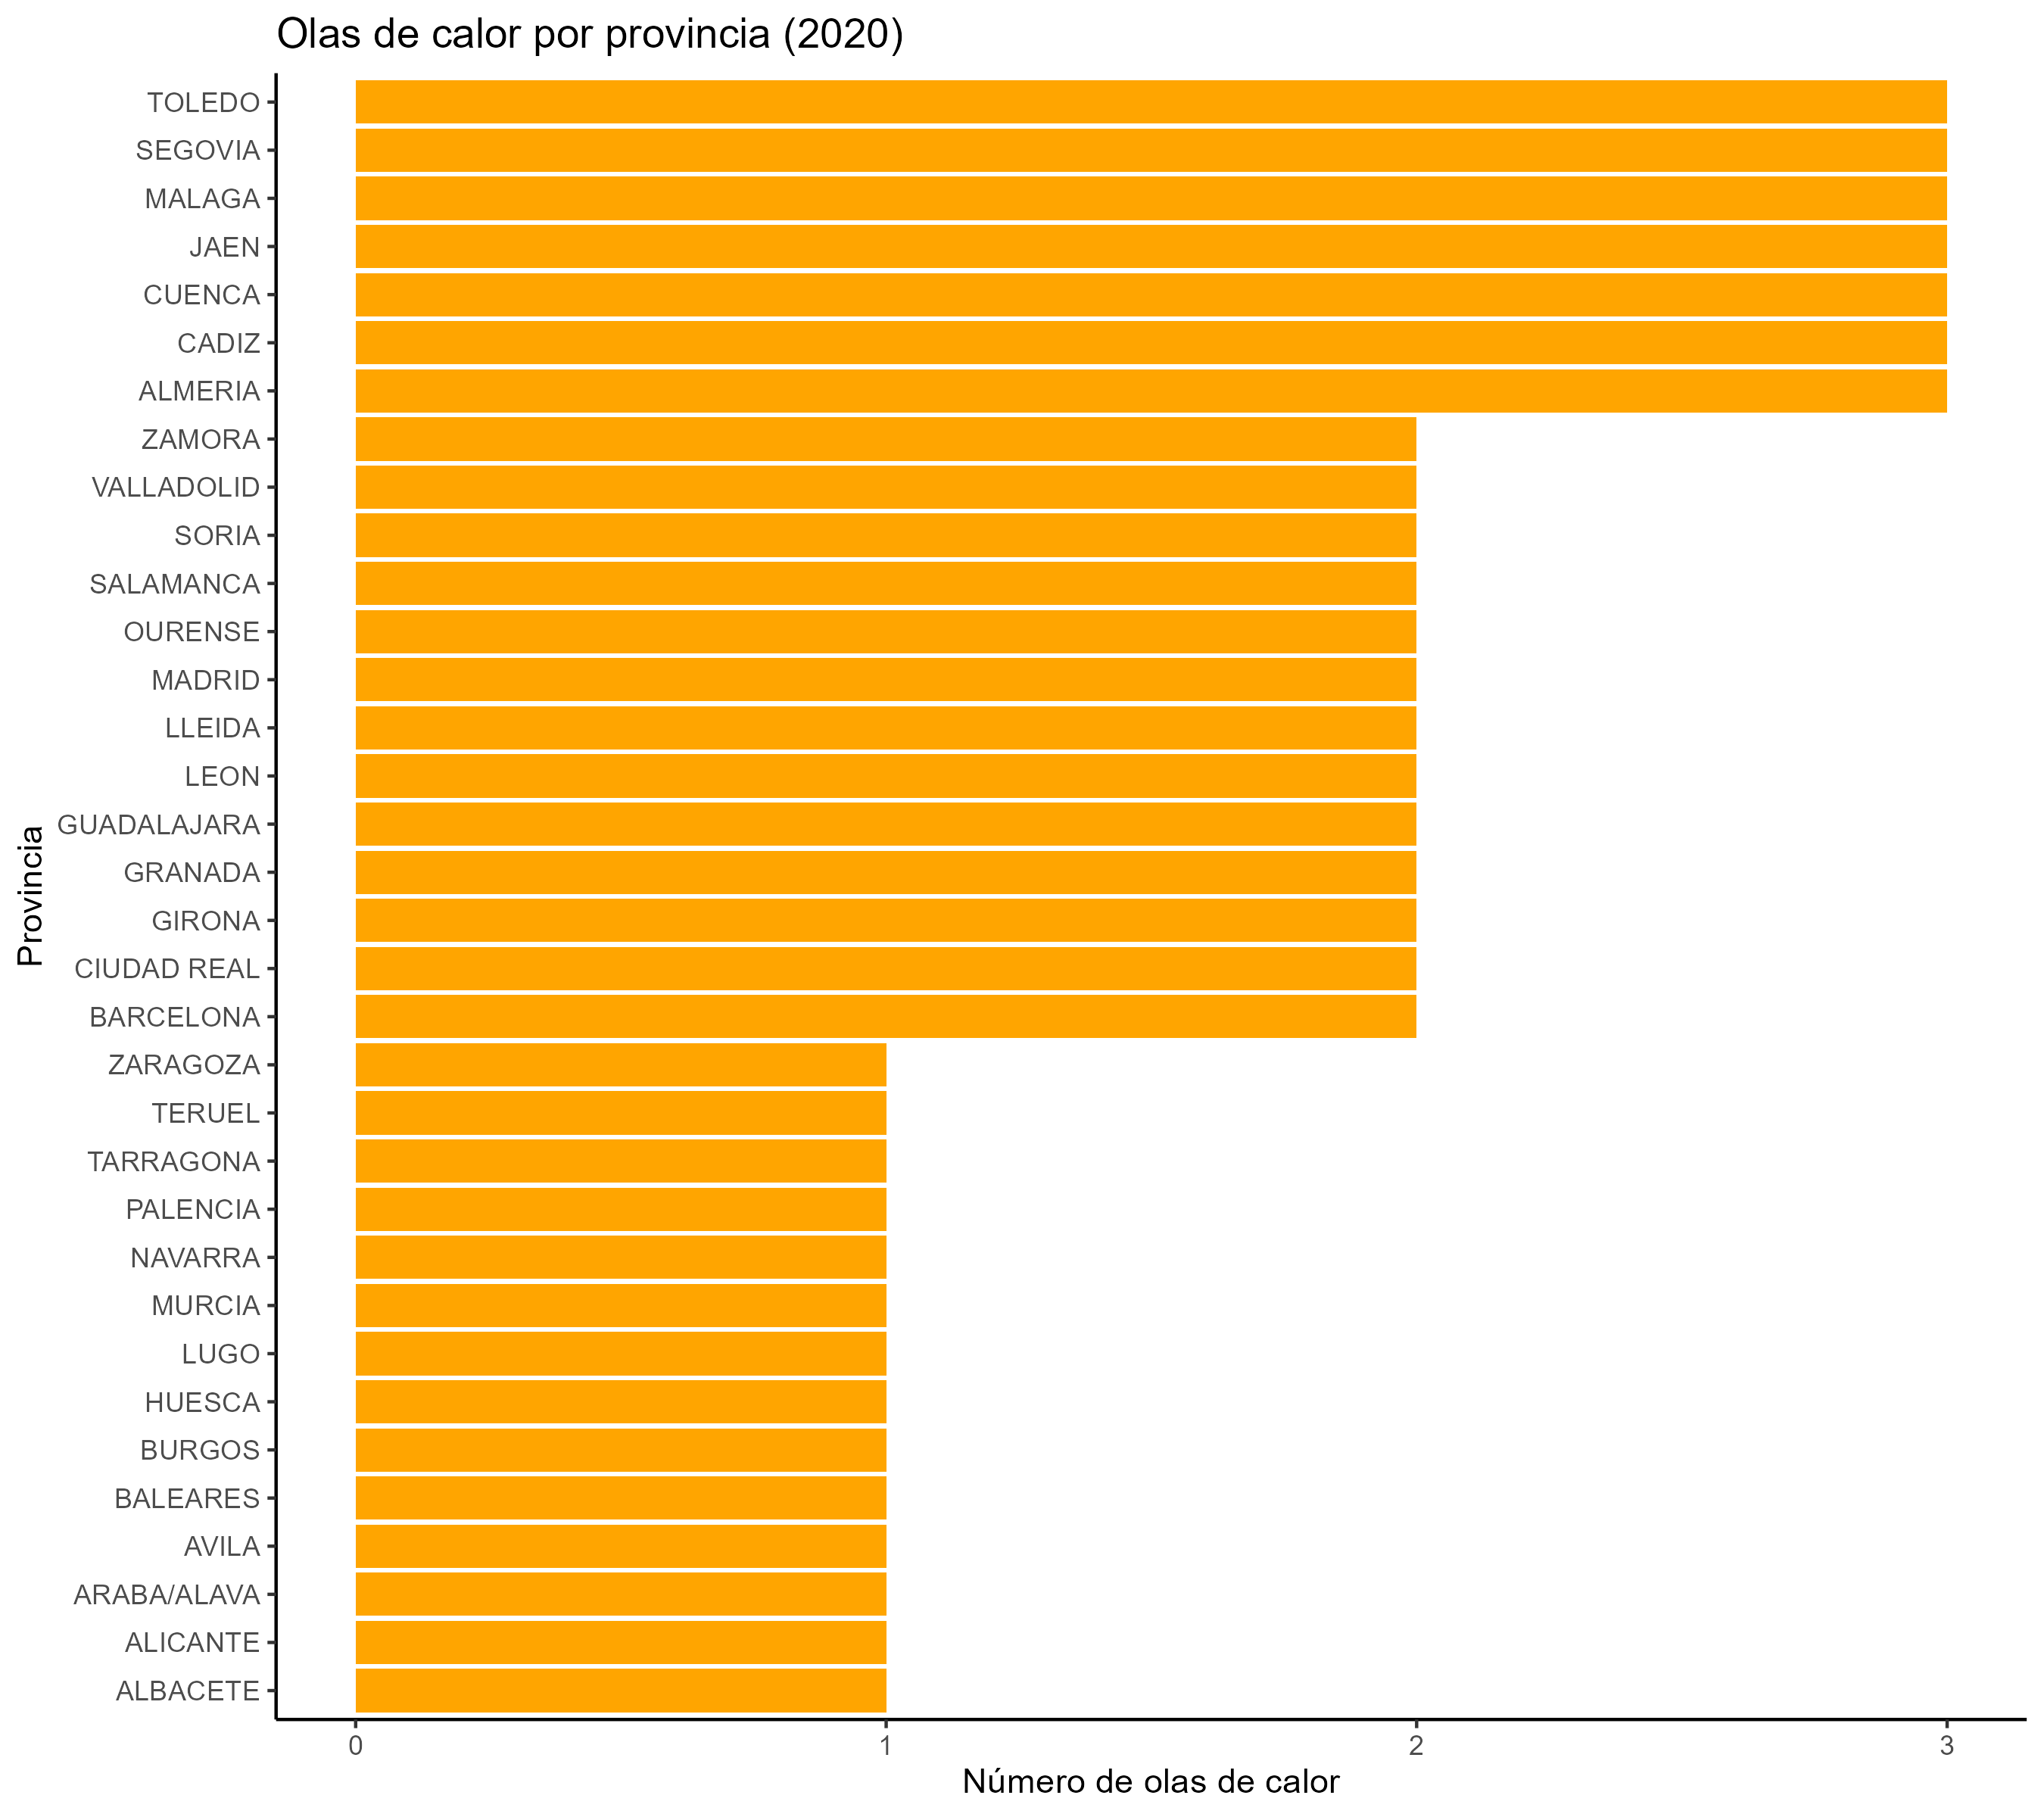 Olas de calor por provincia (2020)
TOLEDO
SEGOVIA
MALAGA
JAEN
CUENCA
CADIZ
ALMERIA
ZAMORA
VALLADOLID
SORIA
SALAMANCA
OURENSE
MADRID
LLEIDA
LEON
GUADALAJARA
GRANADA
GIRONA
CIUDAD REAL
BARCELONA
ZARAGOZA
TERUEL
TARRAGONA
PALENCIA
NAVARRA
MURCIA
LUGO
HUESCA
BURGOS
BALEARES
AVILA
ARABA/ALAVA
ALICANTE
ALBACETE
Provincia
0 1 2 3
Número de olas de calor